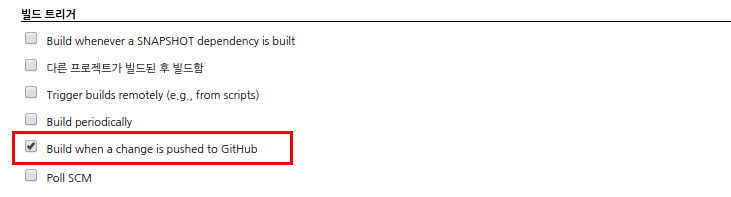 빌드 트리거
Build whenever a SNAPSHOT dependency is built
다른 프로젝트가 빌드된 후 빌드함
Trigger builds remotely (e.g., from scripts)
Build periodically
Build when a change is pushed to GitHub
Poll SCM